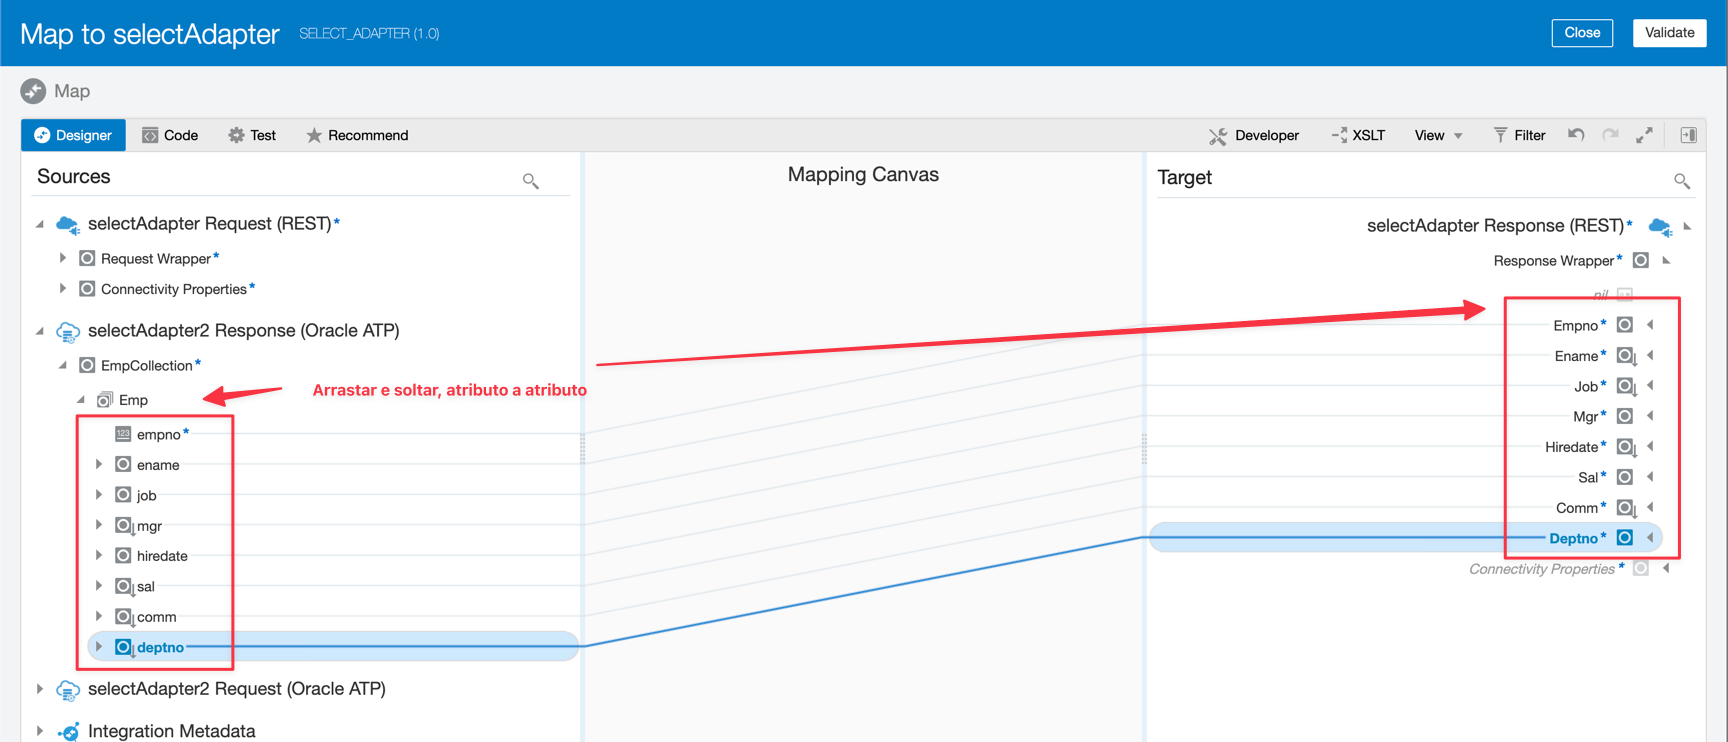 Map to selectAdapter SELECT_ADAPTER (1.0) Close Validate
Map
Designer Code Test Recommend Developer XSLT View Filter
Sources
Mapping Canvas
Target
selectAdapter Request (REST)*
Request Wrapper*
Connectivity Properties*
selectAdapter2 Response (Oracle ATP)
EmpCollection*
Emp
Arrastar e soltar, atributo a atributo
123 empno*
ename
job
mgr
hiredate
sal
comm
deptno
selectAdapter2 Request (Oracle ATP)
Integration Metadata
selectAdapter Response (REST)*
Response Wrapper*
nil
Empno*
Ename*
Job*
Mgr*
Hiredate*
Sal*
Comm*
Deptno*
Connectivity Properties*